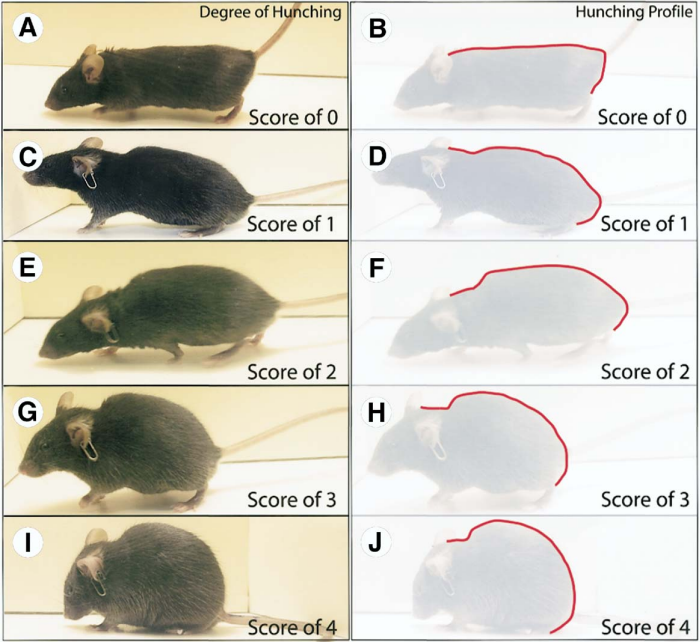 A
Degree of Hunching
Score of 0
B
Hunching Profile
Score of 0
C
Score of 1
D
Score of 1
E
Score of 2
F
Score of 2
G
Score of 3
H
Score of 3
I
Score of 4
J
Score of 4